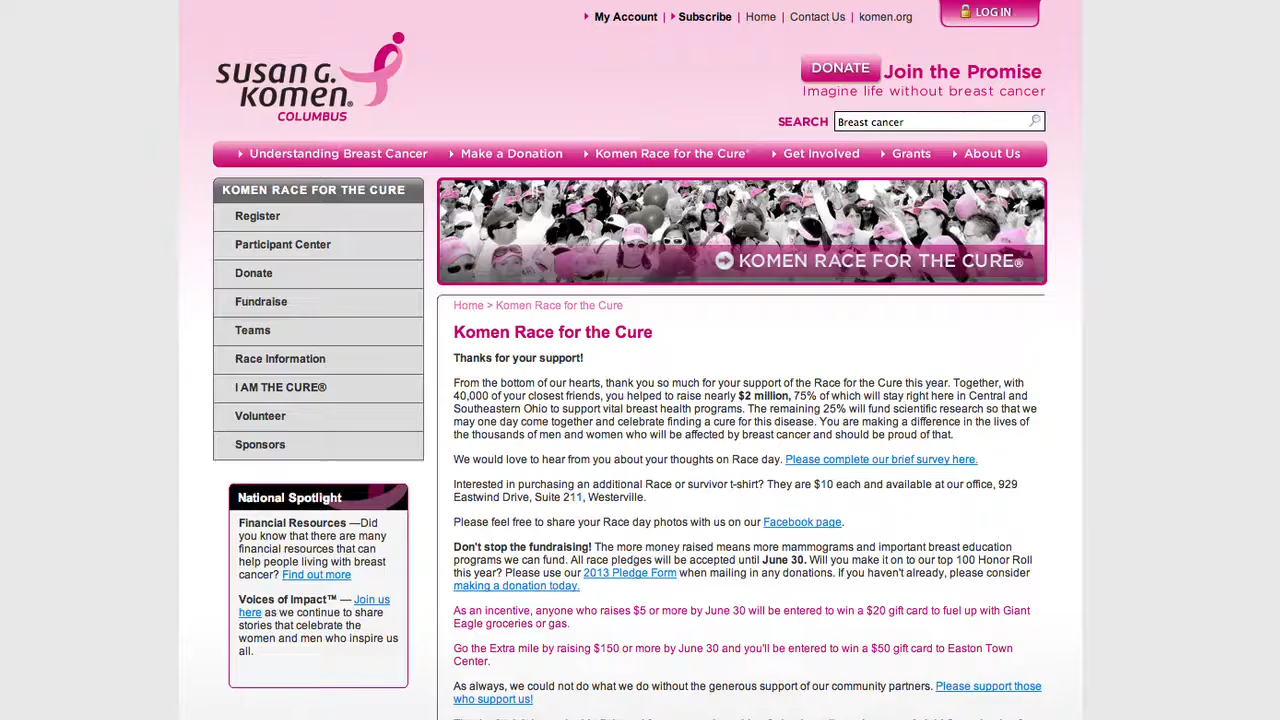 My Account | Subscribe | Home | Contact Us | komen.org
LOG IN
susan G.
komen®
COLUMBUS
DONATE Join the Promise
Imagine life without breast cancer
SEARCH Breast cancer
Understanding Breast Cancer Make a Donation Komen Race for the Cure® Get Involved Grants About Us
KOMEN RACE FOR THE CURE
Register
Participant Center
Donate
Fundraise
Teams
Race Information
I AM THE CURE®
Volunteer
Sponsors
National Spotlight
Financial Resources —Did
you know that there are many
financial resources that can
help people living with breast
cancer? Find out more
Voices of Impact™ — Join us
here as we continue to share
stories that celebrate the
women and men who inspire us
all.
KOMEN RACE FOR THE CURE®
Home > Komen Race for the Cure
Komen Race for the Cure
Thanks for your support!
From the bottom of our hearts, thank you so much for your support of the Race for the Cure this year. Together, with
40,000 of your closest friends, you helped to raise nearly $2 million, 75% of which will stay right here in Central and
Southeastern Ohio to support vital breast health programs. The remaining 25% will fund scientific research so that we
may one day come together and celebrate finding a cure for this disease. You are making a difference in the lives of
the thousands of men and women who will be affected by breast cancer and should be proud of that.
We would love to hear from you about your thoughts on Race day. Please complete our brief survey here.
Interested in purchasing an additional Race or survivor t-shirt? They are $10 each and available at our office, 929
Eastwind Drive, Suite 211, Westerville.
Please feel free to share your Race day photos with us on our Facebook page.
Don't stop the fundraising! The more money raised means more mammograms and important breast education
programs we can fund. All race pledges will be accepted until June 30. Will you make it on to our top 100 Honor Roll
this year? Please use our 2013 Pledge Form when mailing in any donations. If you haven't already, please consider
making a donation today.
As an incentive, anyone who raises $5 or more by June 30 will be entered to win a $20 gift card to fuel up with Giant
Eagle groceries or gas.
Go the Extra mile by raising $150 or more by June 30 and you'll be entered to win a $50 gift card to Easton Town
Center.
As always, we could not do what we do without the generous support of our community partners. Please support those
who support us!